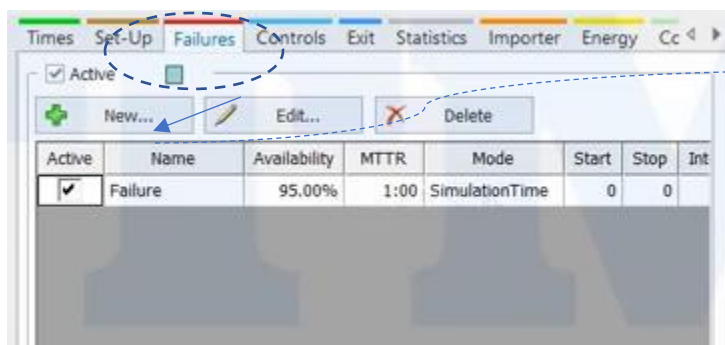 Times Set-Up Failures Controls Exit Statistics Importer Energy Cc
Active
New... Edit... Delete
Active Name Availability MTTR Mode Start Stop Int
Failure 95.00% 1:00 SimulationTime 0 0